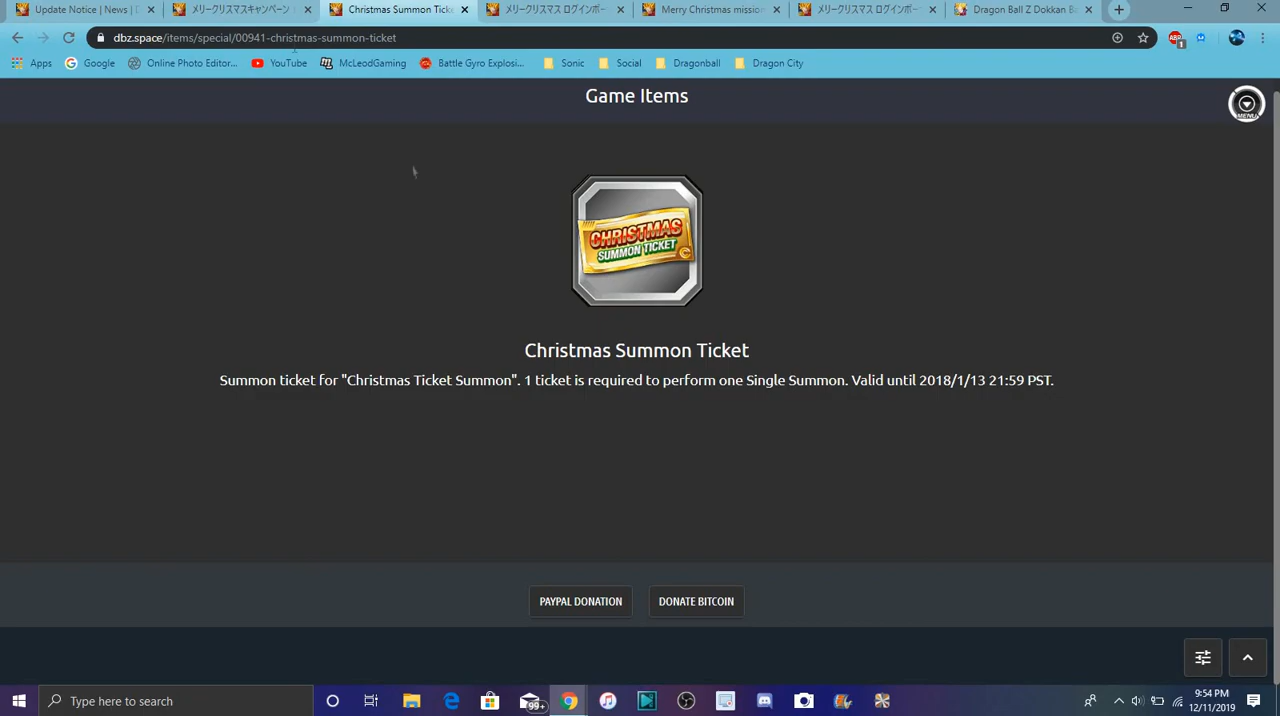 Update Notice | News | D
メリークリスマスキャンペーン
Christmas Summon Ticke
メリークリスマス ログインボー
Merry Christmas mission
メリークリスマス ログインボー
Dragon Ball Z Dokkan Ba
dbz.space/items/special/00941-christmas-summon-ticket
ABP
1
Apps
Google
Online Photo Editor...
YouTube
McLeodGaming
Battle Gyro Explosi...
Sonic
Social
Dragonball
Dragon City
Game Items
MENU
CHRISTMAS
SUMMON TICKET
Christmas Summon Ticket
Summon ticket for "Christmas Ticket Summon". 1 ticket is required to perform one Single Summon. Valid until 2018/1/13 21:59 PST.
PAYPAL DONATION
DONATE BITCOIN
Type here to search
99+
9:54 PM
12/11/2019